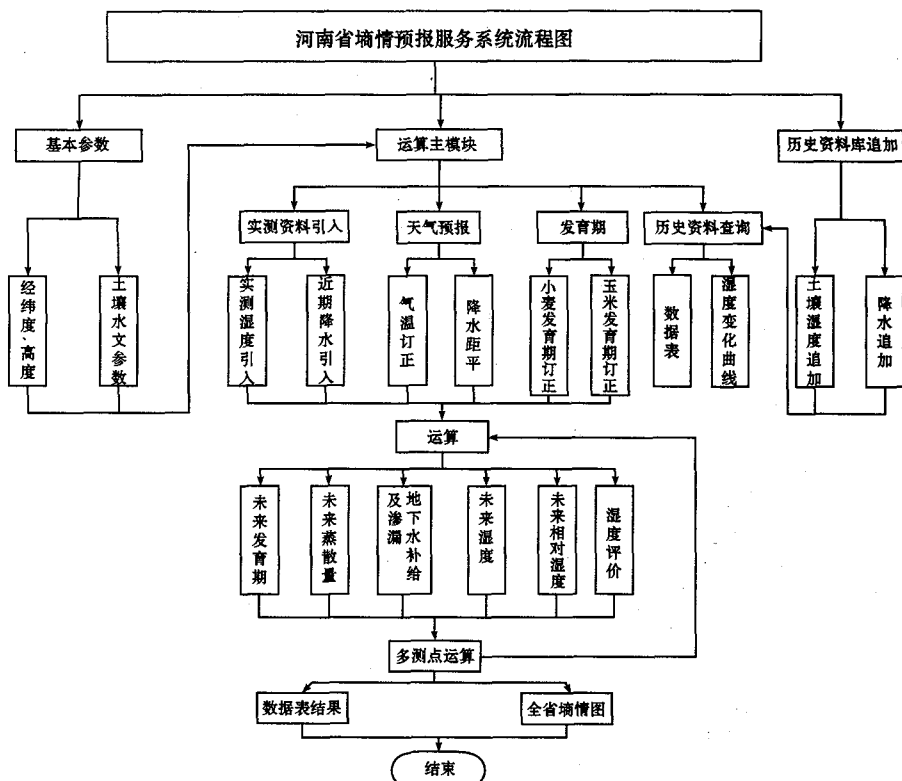 河南省墒情预报服务系统流程图
基本参数
运算主模块
历史资料库追加
实测资料引入
天气预报
发育期
历史资料查询
经纬度、高度
土壤水文参数
实测湿度引入
近期降水引入
气温订正
降水距平
小麦发育期订正
玉米发育期订正
数据表
湿度变化曲线
土壤湿度追加
降水追加
运算
未来发育期
未来蒸散量
地下水补给
及渗漏
未来湿度
未来相对湿度
湿度评价
多测点运算
数据表结果
全省墒情图
结束